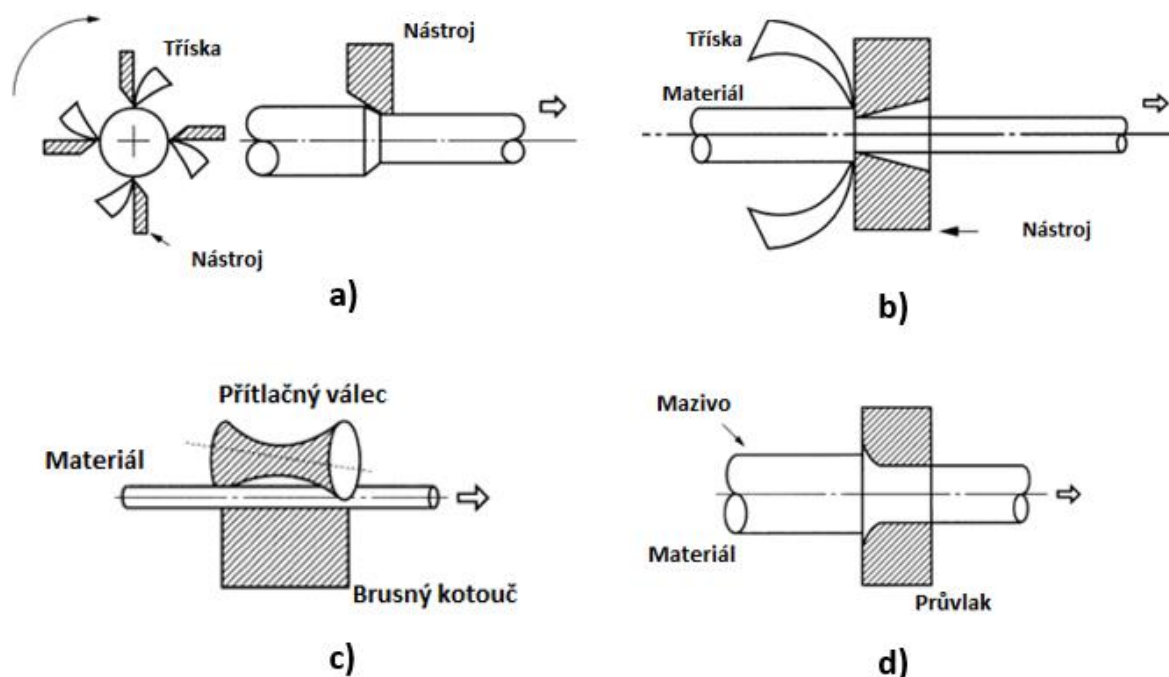 Tříska
Nástroj
Nástroj
a)
Tříska
Materiál
Nástroj
b)
Přítlačný válec
Materiál
Brusný kotouč
c)
Mazivo
Materiál
Průvlak
d)